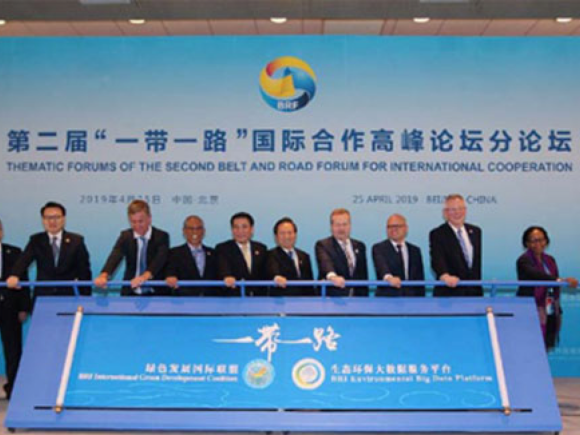 BRF
第二届“一带一路”国际合作高峰论坛分论坛
THEMATIC FORUMS OF THE SECOND BELT AND ROAD FORUM FOR INTERNATIONAL COOPERATION
2019年4月25日 中国·北京 25 APRIL 2019 BEIJING CHINA
一带一路
绿色发展国际联盟
BRI International Green Development Coalition
生态环保大数据服务平台
BRI Environmental Big Data Platform